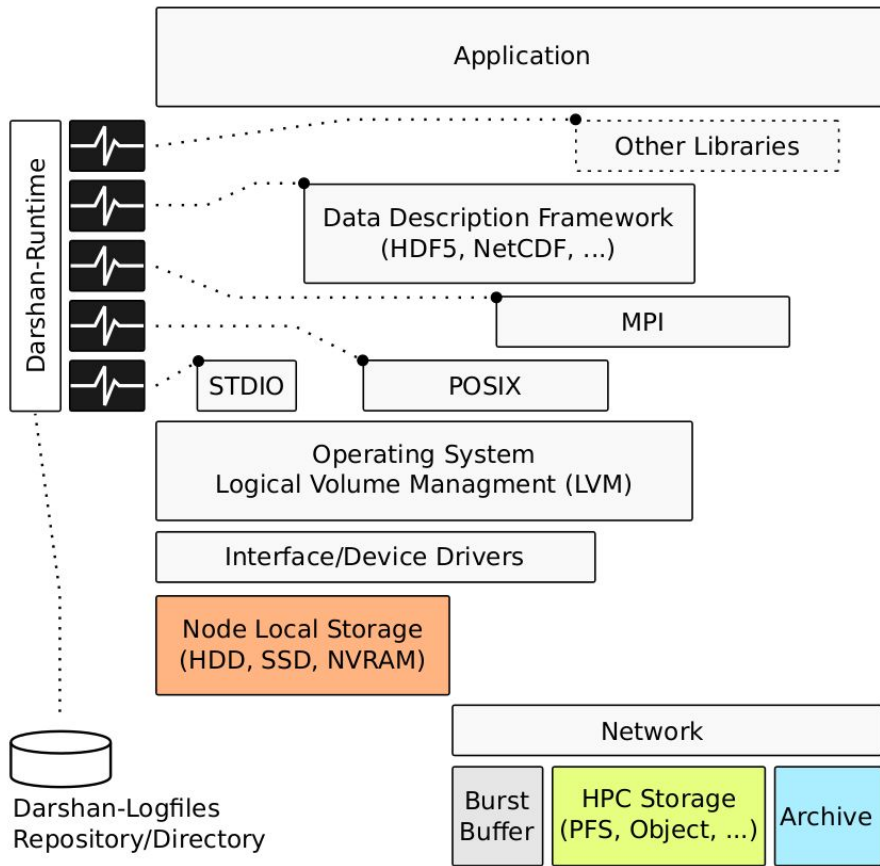 Application
Darshan-Runtime
Other Libraries
Data Description Framework
(HDF5, NetCDF, ...)
MPI
STDIO
POSIX
Operating System
Logical Volume Managment (LVM)
Interface/Device Drivers
Node Local Storage
(HDD, SSD, NVRAM)
Network
Burst
Buffer
HPC Storage
(PFS, Object, ...)
Archive
Darshan-Logfiles
Repository/Directory